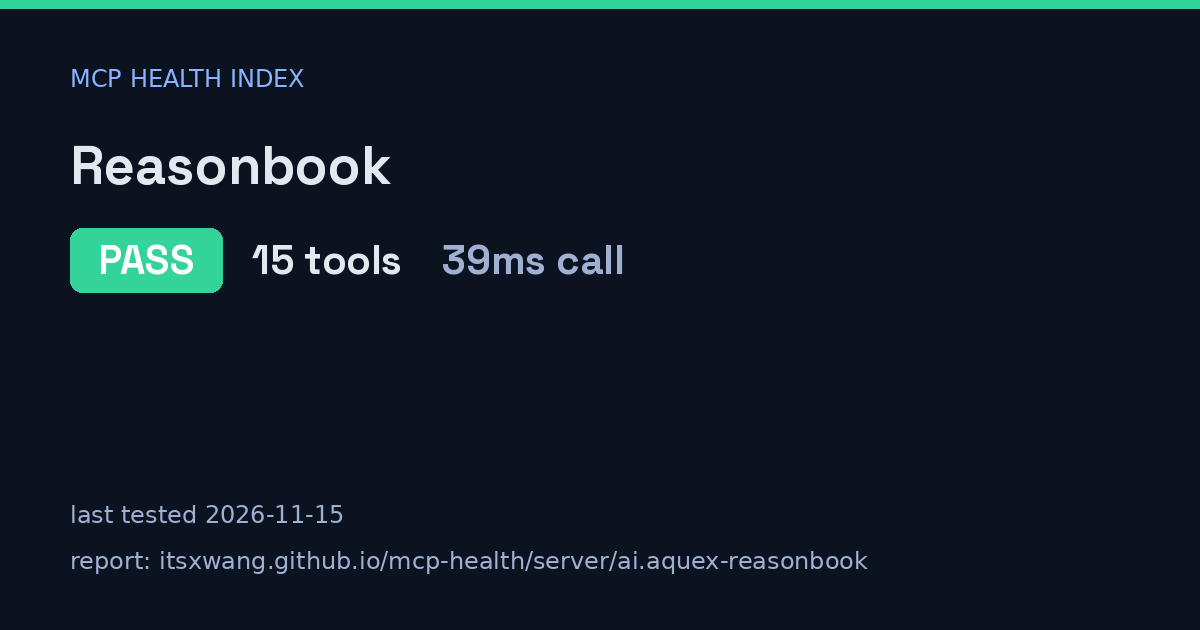 MCP HEALTH INDEX
Reasonbook
PASS 15 tools 39ms call
last tested 2026-11-15
report: itsxwang.github.io/mcp-health/server/ai.aquex-reasonbook